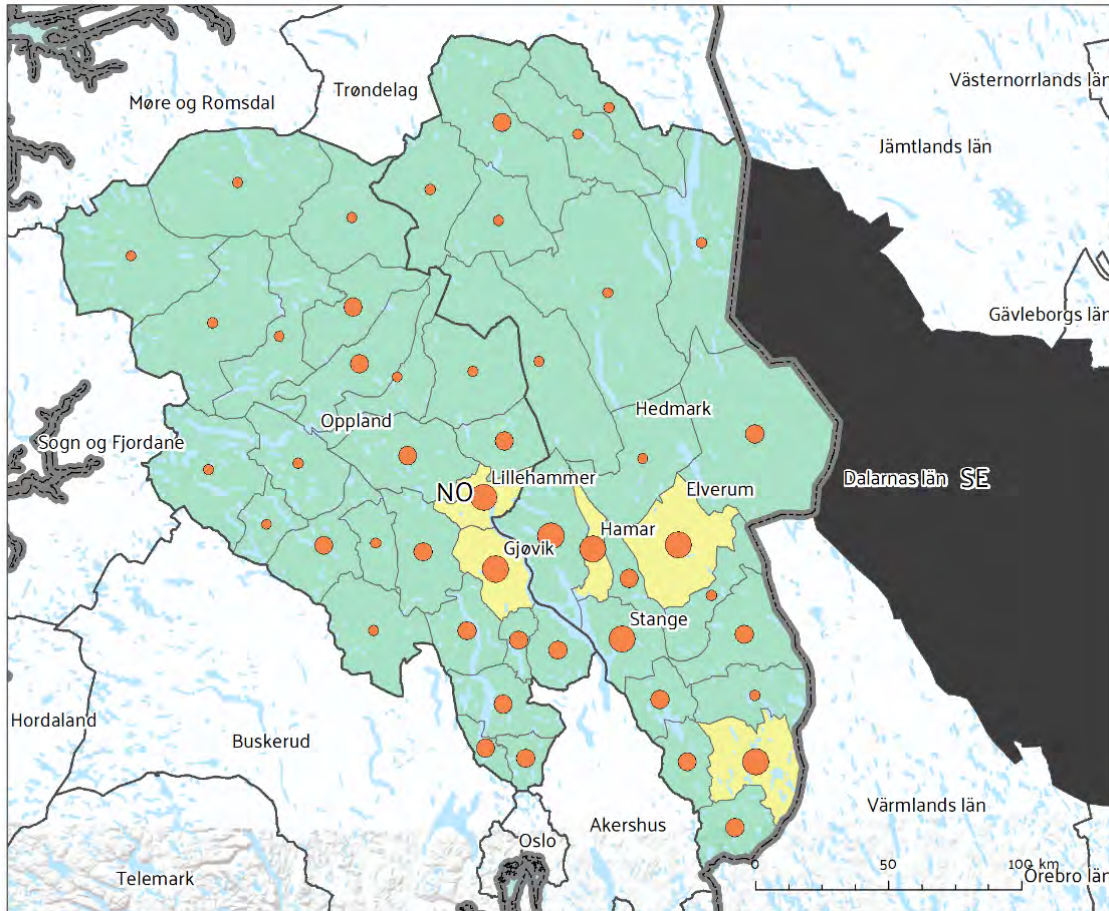 Västernorrlands län
Trøndelag
Møre og Romsdal
Jämtlands län
Gävleborgs län
Hedmark
Oppland
Sogn og Fjordane
Lillehammer
Dalarnas län SE
NO
Elverum
Hamar
Gjøvik
Stange
Hordaland
Buskerud
Värmlands län
Akershus
Oslo
0 50 100 km
Telemark
Örebro län